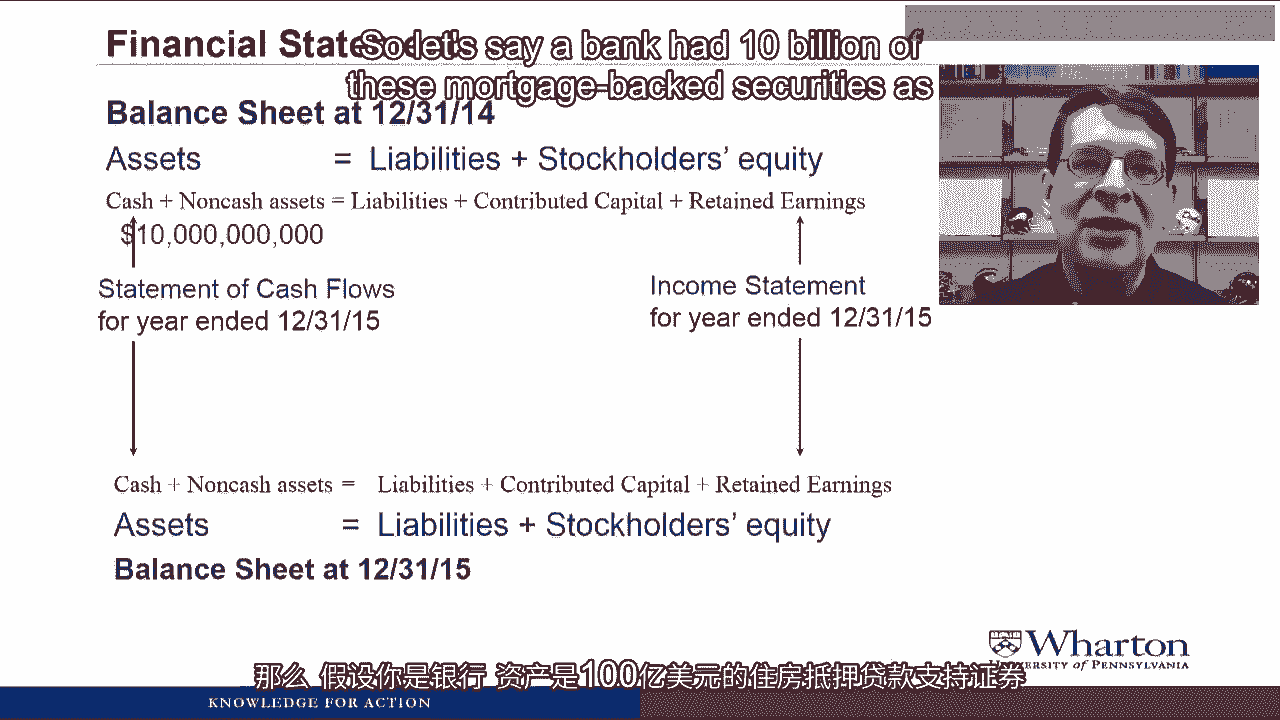 Financial State
So let's say a bank had 10 billion of
these mortgage-backed securities as
Balance Sheet at 12/31/14
Assets = Liabilities + Stockholders' equity
Cash + Noncash assets = Liabilities + Contributed Capital + Retained Earnings
$10,000,000,000
Statement of Cash Flows
for year ended 12/31/15
Income Statement
for year ended 12/31/15
Cash + Noncash assets = Liabilities + Contributed Capital + Retained Earnings
Assets = Liabilities + Stockholders' equity
Balance Sheet at 12/31/15
Wharton
UNIVERSITY of PENNSYLVANIA
那么 假设你是银行 资产是100亿美元的住房抵押贷款支持证券
KNOWLEDGE FOR ACTION